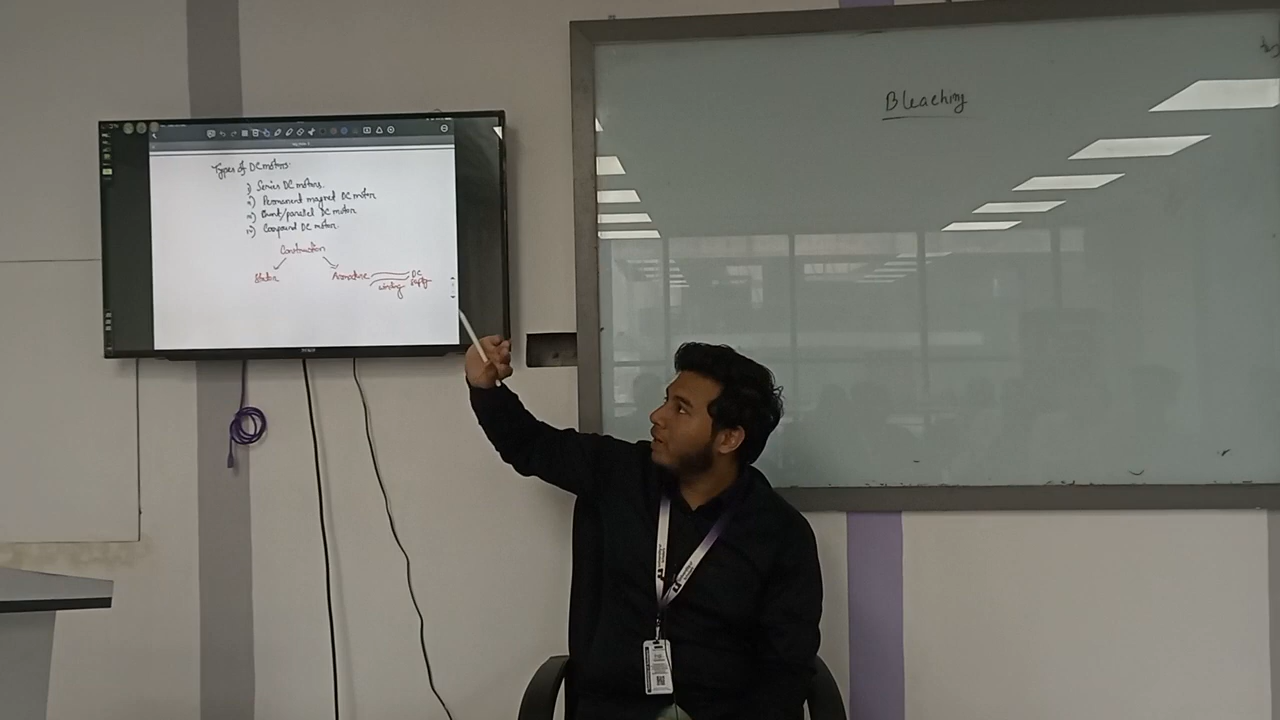 Types of DC motors:
i) Series DC motors.
ii) Permanent magnet DC motor
iii) Shunt/parallel DC motor
iv) Compound DC motor.
Construction
Stator
Armature
DC
supply
winding
Bleaching